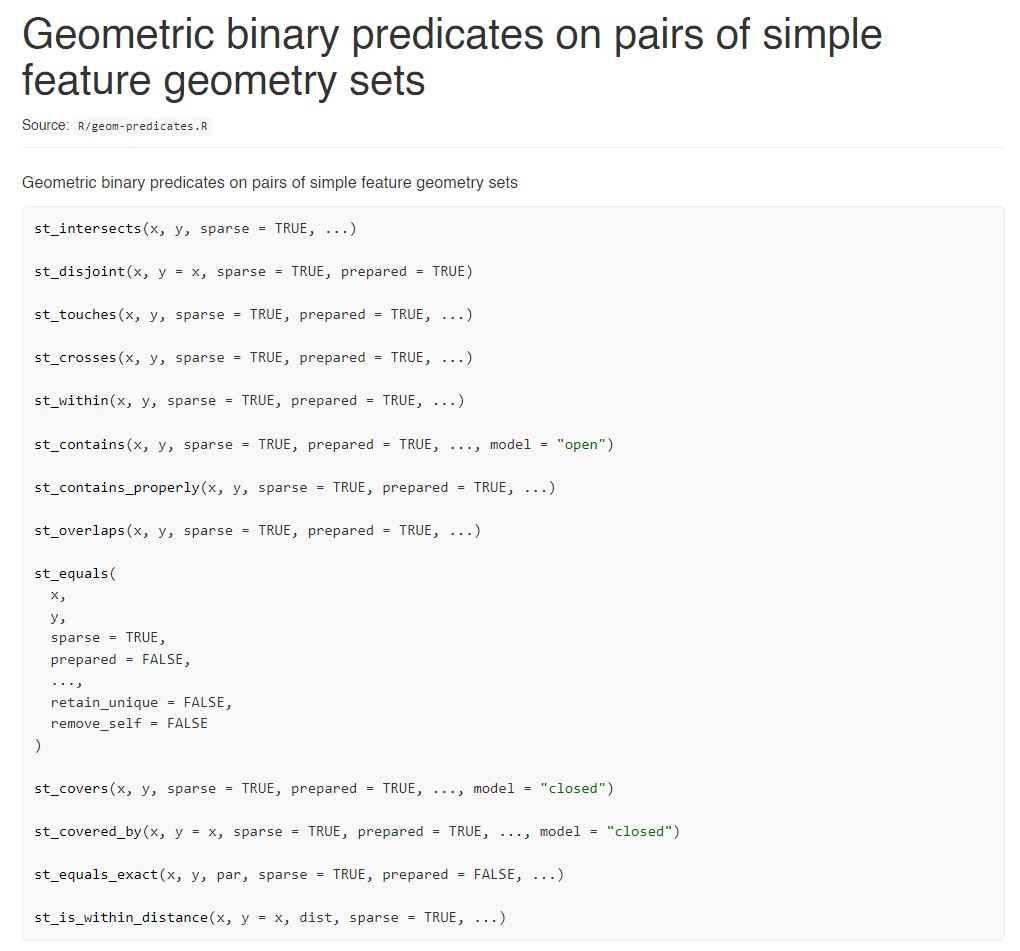 Geometric binary predicates on pairs of simple
feature geometry sets
Source: R/geom-predicates.R
Geometric binary predicates on pairs of simple feature geometry sets
st_intersects(x, y, sparse = TRUE, ...)
st_disjoint(x, y = x, sparse = TRUE, prepared = TRUE)
st_touches(x, y, sparse = TRUE, prepared = TRUE, ...)
st_crosses(x, y, sparse = TRUE, prepared = TRUE, ...)
st_within(x, y, sparse = TRUE, prepared = TRUE, ...)
st_contains(x, y, sparse = TRUE, prepared = TRUE, ..., model = "open")
st_contains_properly(x, y, sparse = TRUE, prepared = TRUE, ...)
st_overlaps(x, y, sparse = TRUE, prepared = TRUE, ...)
st_equals(
  x,
  y,
  sparse = TRUE,
  prepared = FALSE,
  ...,
  retain_unique = FALSE,
  remove_self = FALSE
)
st_covers(x, y, sparse = TRUE, prepared = TRUE, ..., model = "closed")
st_covered_by(x, y = x, sparse = TRUE, prepared = TRUE, ..., model = "closed")
st_equals_exact(x, y, par, sparse = TRUE, prepared = FALSE, ...)
st_is_within_distance(x, y = x, dist, sparse = TRUE, ...)